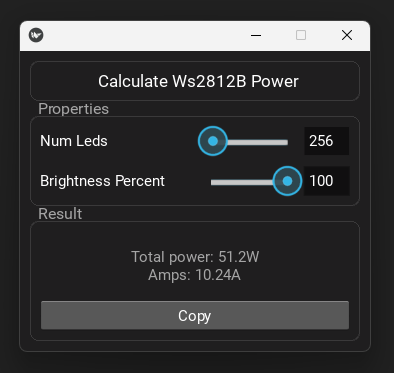 Calculate Ws2812B Power
Properties
Num Leds 256
Brightness Percent 100
Result
Total power: 51.2W
Amps: 10.24A
Copy